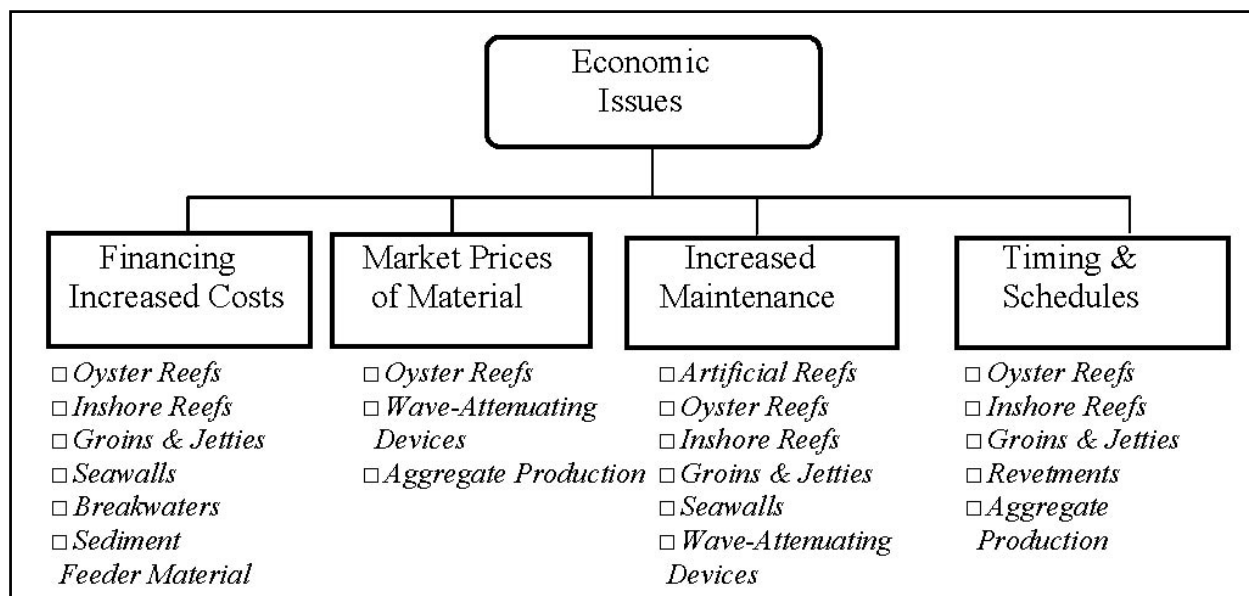 Economic
Issues
Financing
Increased Costs
□ Oyster Reefs
□ Inshore Reefs
□ Groins & Jetties
□ Seawalls
□ Breakwaters
□ Sediment
Feeder Material
Market Prices
of Material
□ Oyster Reefs
□ Wave-Attenuating
Devices
□ Aggregate Production
Increased
Maintenance
□ Artificial Reefs
□ Oyster Reefs
□ Inshore Reefs
□ Groins & Jetties
□ Seawalls
□ Wave-Attenuating
Devices
Timing &
Schedules
□ Oyster Reefs
□ Inshore Reefs
□ Groins & Jetties
□ Revetments
□ Aggregate
Production